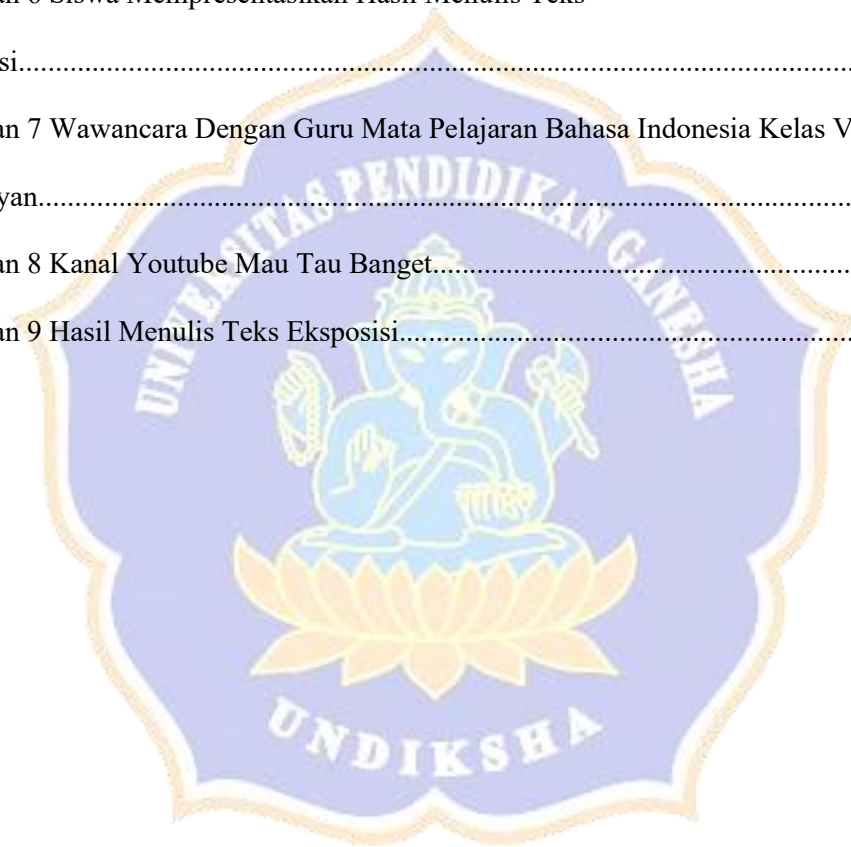 an 6 Siswa Mempresentasikan Hasil Menulis Teks
si................................................................................................................
an 7 Wawancara Dengan Guru Mata Pelajaran Bahasa Indonesia Kelas V
yan.............................................................................................................
an 8 Kanal Youtube Mau Tau Banget.........................................................
an 9 Hasil Menulis Teks Eksposisi..............................................................
UNIVERSITAS PENDIDIKAN GANESHA
UNDIKSHA